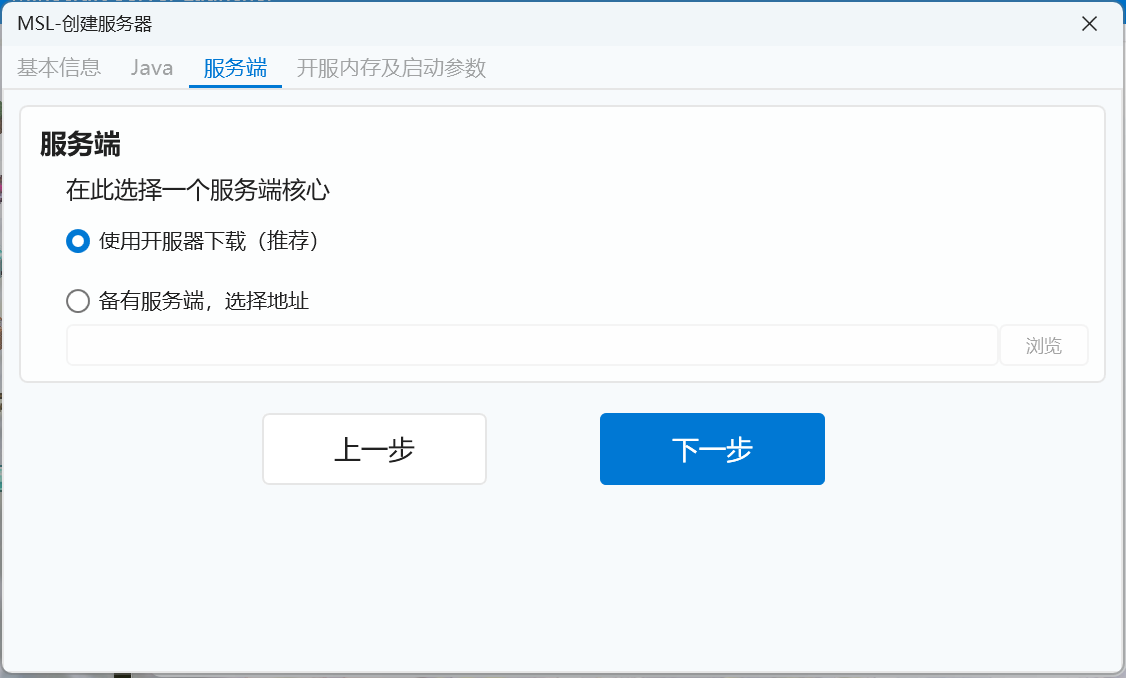 MSL-创建服务器
基本信息 Java 服务端 开服内存及启动参数
服务端
在此选择一个服务端核心
使用开服器下载（推荐）
备有服务端，选择地址
浏览
上一步 下一步